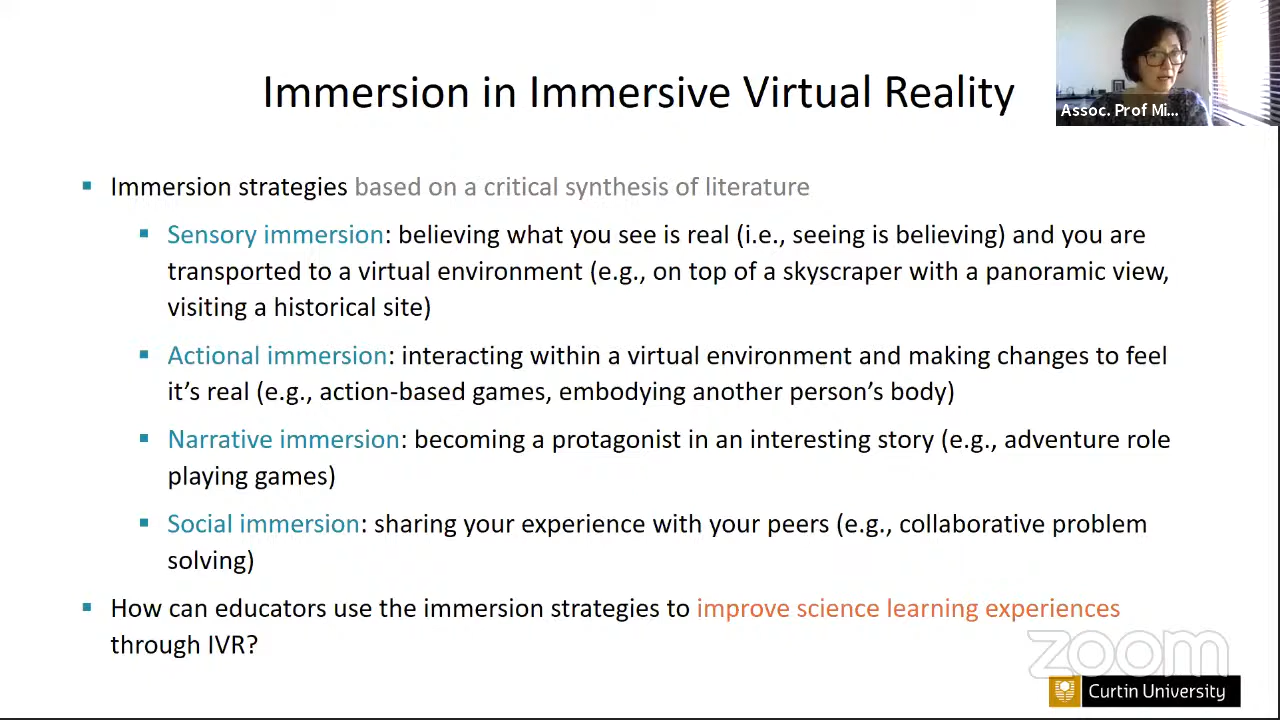 Immersion in Immersive Virtual Reality
Assoc. Prof Mi...
Immersion strategies based on a critical synthesis of literature
Sensory immersion: believing what you see is real (i.e., seeing is believing) and you are
transported to a virtual environment (e.g., on top of a skyscraper with a panoramic view,
visiting a historical site)
Actional immersion: interacting within a virtual environment and making changes to feel
it’s real (e.g., action-based games, embodying another person’s body)
Narrative immersion: becoming a protagonist in an interesting story (e.g., adventure role
playing games)
Social immersion: sharing your experience with your peers (e.g., collaborative problem
solving)
How can educators use the immersion strategies to improve science learning experiences
through IVR?
zoom
Curtin University